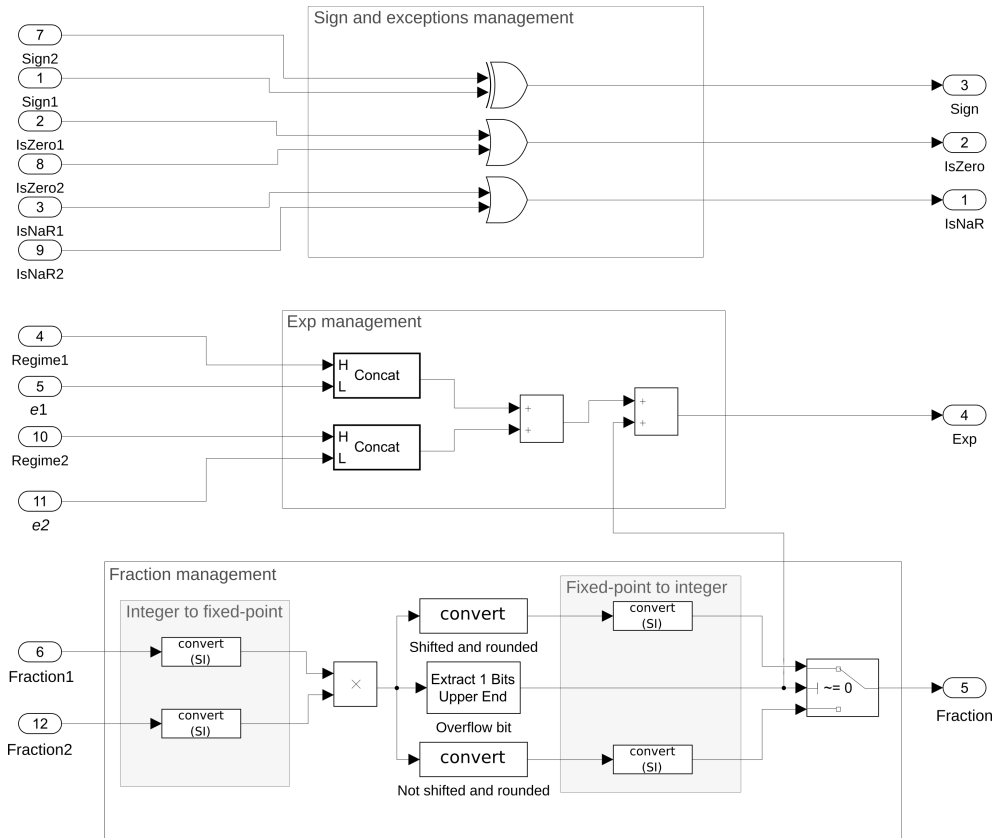 Sign and exceptions management
7
Sign2
1
Sign1
2
IsZero1
8
IsZero2
3
IsNaR1
9
IsNaR2
3
Sign
2
IsZero
1
IsNaR
Exp management
4
Regime1
5
e1
10
Regime2
11
e2
H
L
Concat
H
L
Concat
+
+
+
+
4
Exp
Fraction management
Integer to fixed-point
6
Fraction1
12
Fraction2
convert
(SI)
convert
(SI)
×
convert
Shifted and rounded
Extract 1 Bits
Upper End
Overflow bit
convert
Not shifted and rounded
Fixed-point to integer
convert
(SI)
convert
(SI)
~= 0
5
Fraction